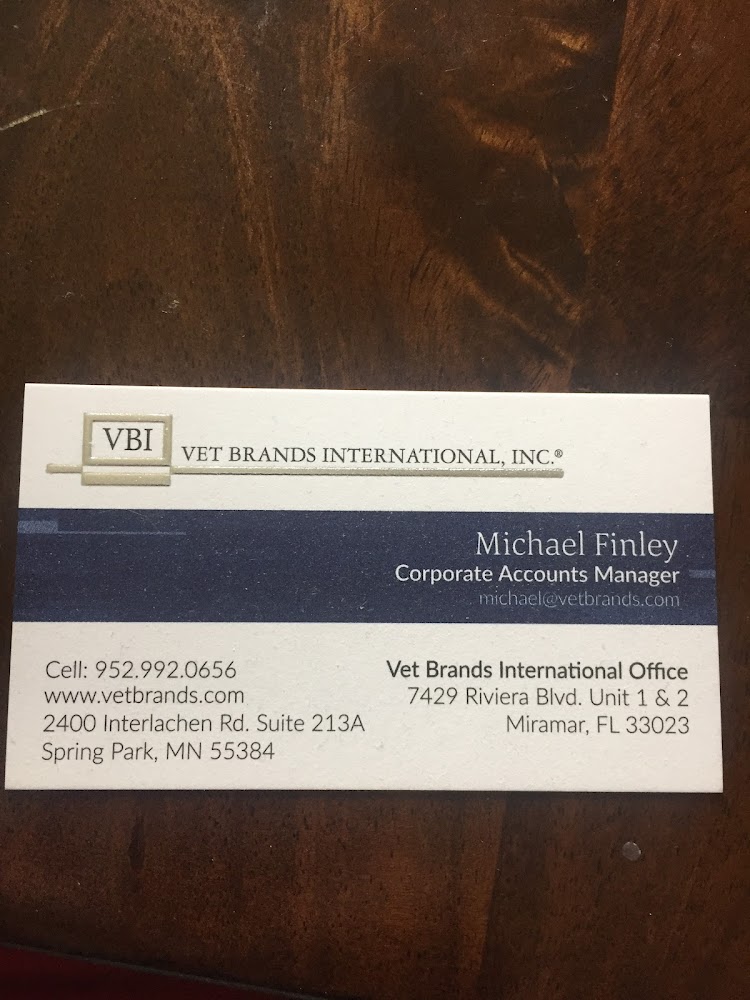 VBI
VET BRANDS INTERNATIONAL, INC.®
Michael Finley
Corporate Accounts Manager
michael@vetbrands.com
Cell: 952.992.0656
www.vetbrands.com
2400 Interlachen Rd. Suite 213A
Spring Park, MN 55384
Vet Brands International Office
7429 Riviera Blvd. Unit 1 & 2
Miramar, FL 33023